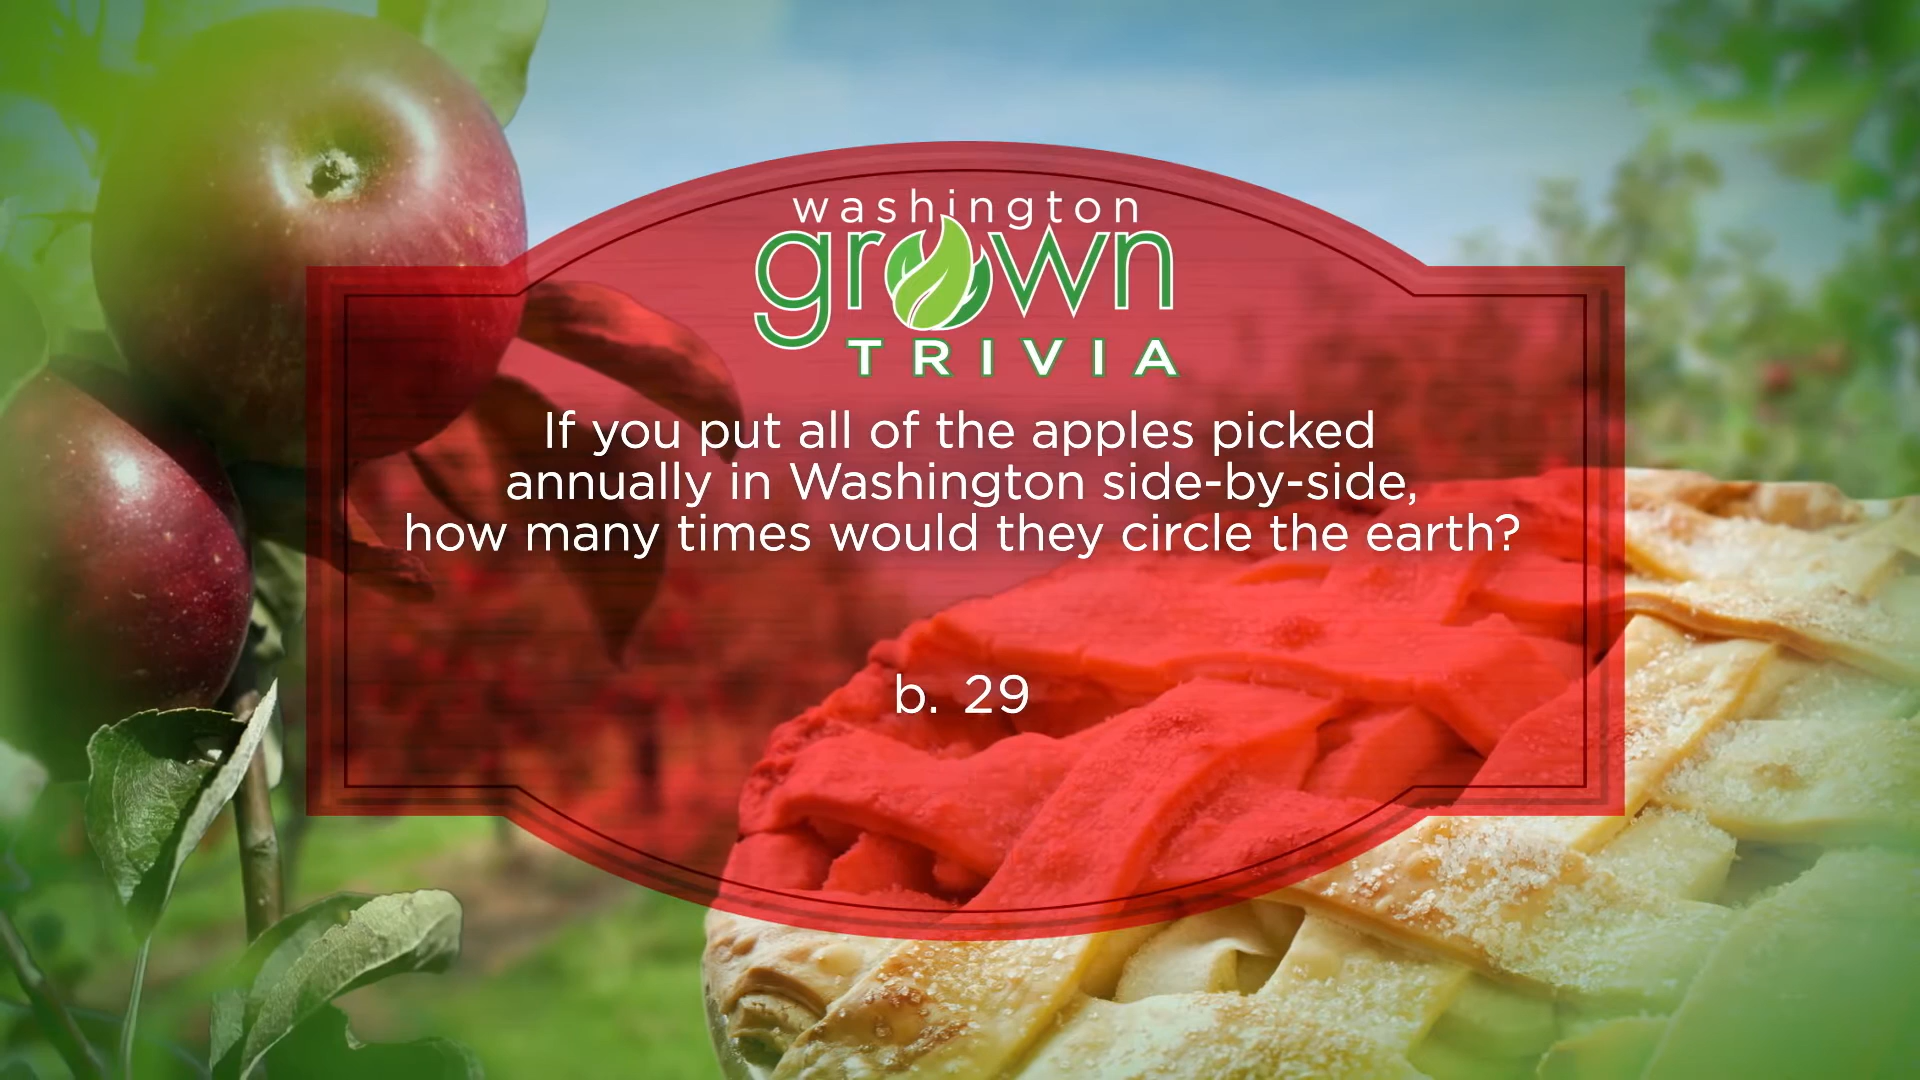 washington
grown
TRIVIA
If you put all of the apples picked
annually in Washington side-by-side,
how many times would they circle the earth?
b. 29